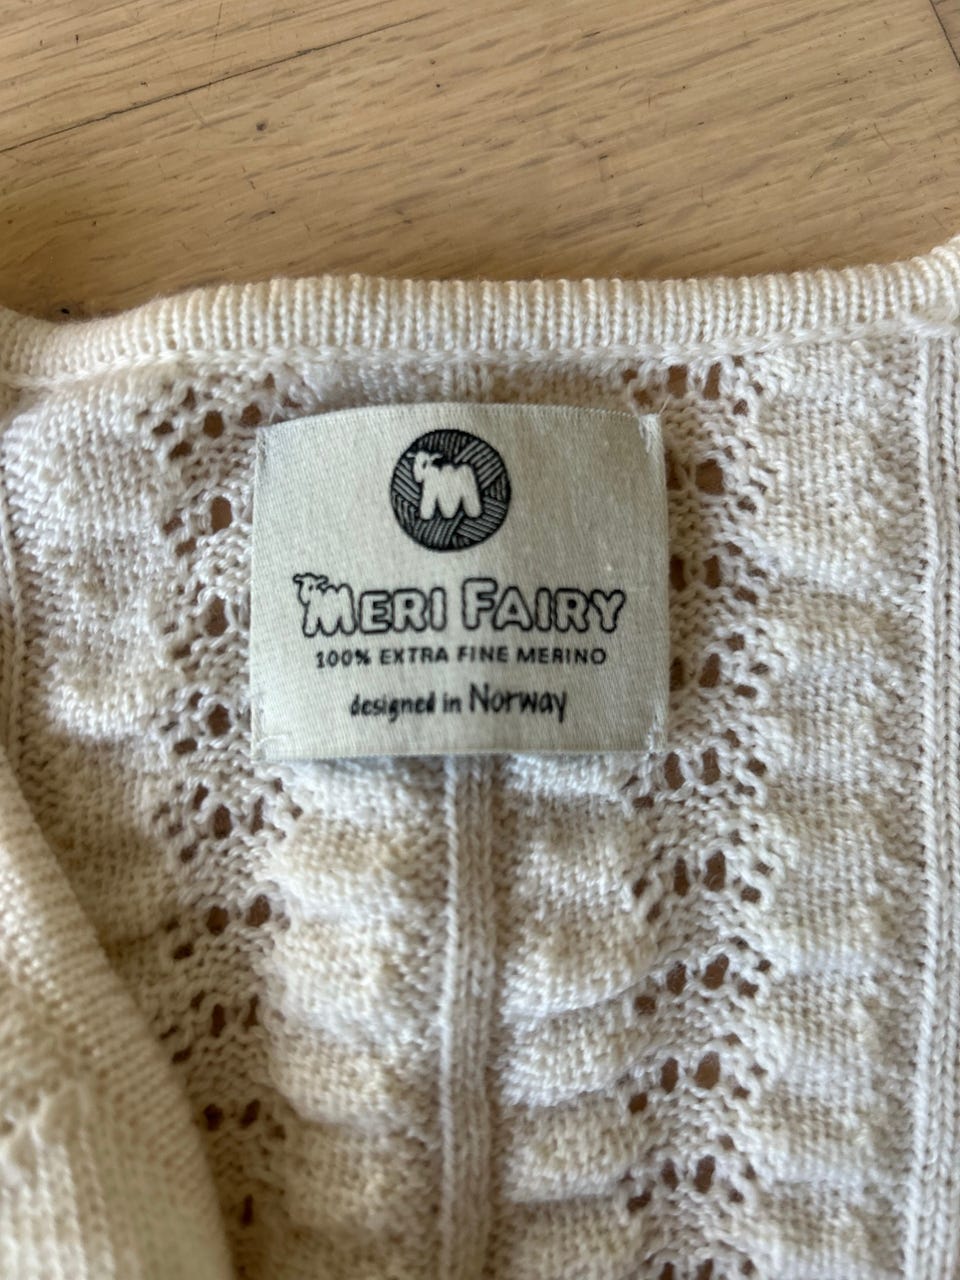 M
MERI FAIRY
100% EXTRA FINE MERINO
designed in Norway